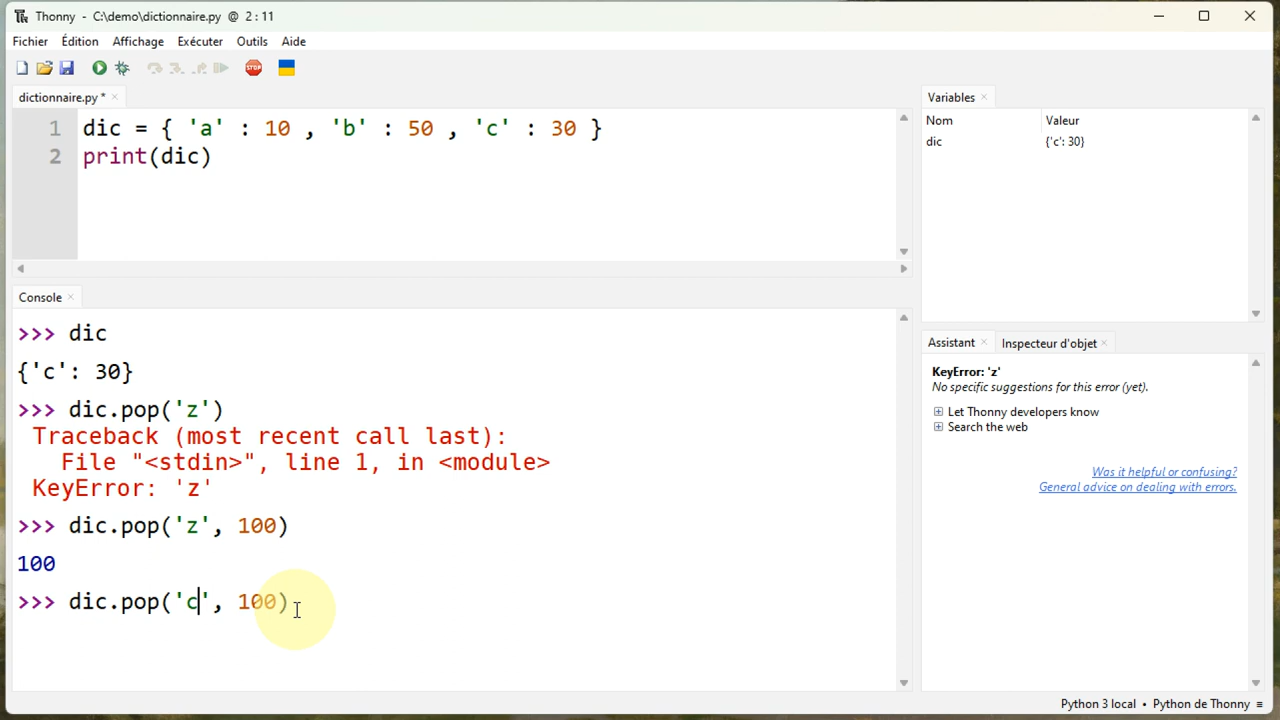 Thonny - C:\demo\dictionnaire.py @ 2 : 11
Fichier Édition Affichage Exécuter Outils Aide
STOP
dictionnaire.py *
1 dic = { 'a' : 10 , 'b' : 50 , 'c' : 30 }
2 print(dic)
Console
>>> dic
{'c': 30}
>>> dic.pop('z')
Traceback (most recent call last):
File "<stdin>", line 1, in <module>
KeyError: 'z'
>>> dic.pop('z', 100)
100
>>> dic.pop('c', 100)
Variables
Nom Valeur
dic {'c': 30}
Assistant Inspecteur d'objet
KeyError: 'z'
No specific suggestions for this error (yet).
Let Thonny developers know
Search the web
Was it helpful or confusing?
General advice on dealing with errors.
Python 3 local • Python de Thonny ≡